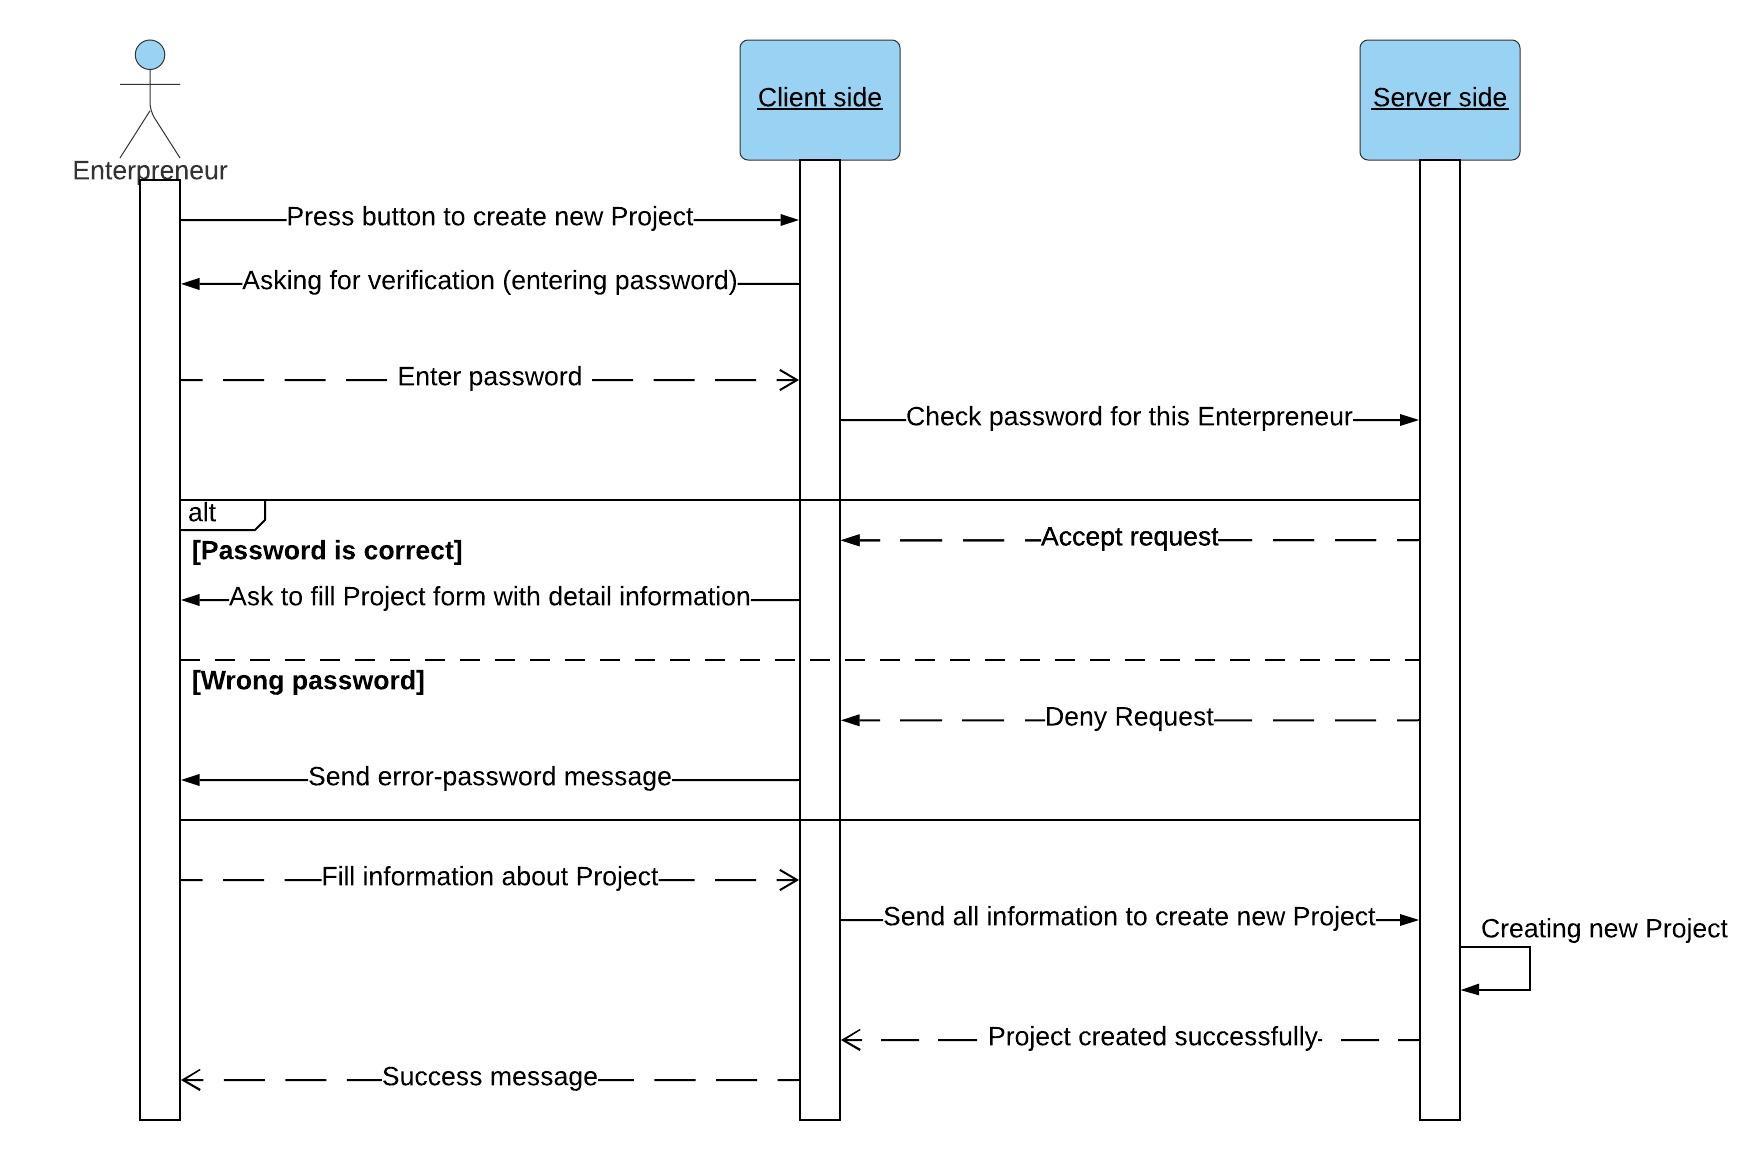 Enterpreneur
Client side
Server side
Press button to create new Project
Asking for verification (entering password)
Enter password
Check password for this Enterpreneur
alt
Accept request
[Password is correct]
Ask to fill Project form with detail information
[Wrong password]
Deny Request
Send error-password message
Fill information about Project
Send all information to create new Project
Creating new Project
Project created successfully
Success message